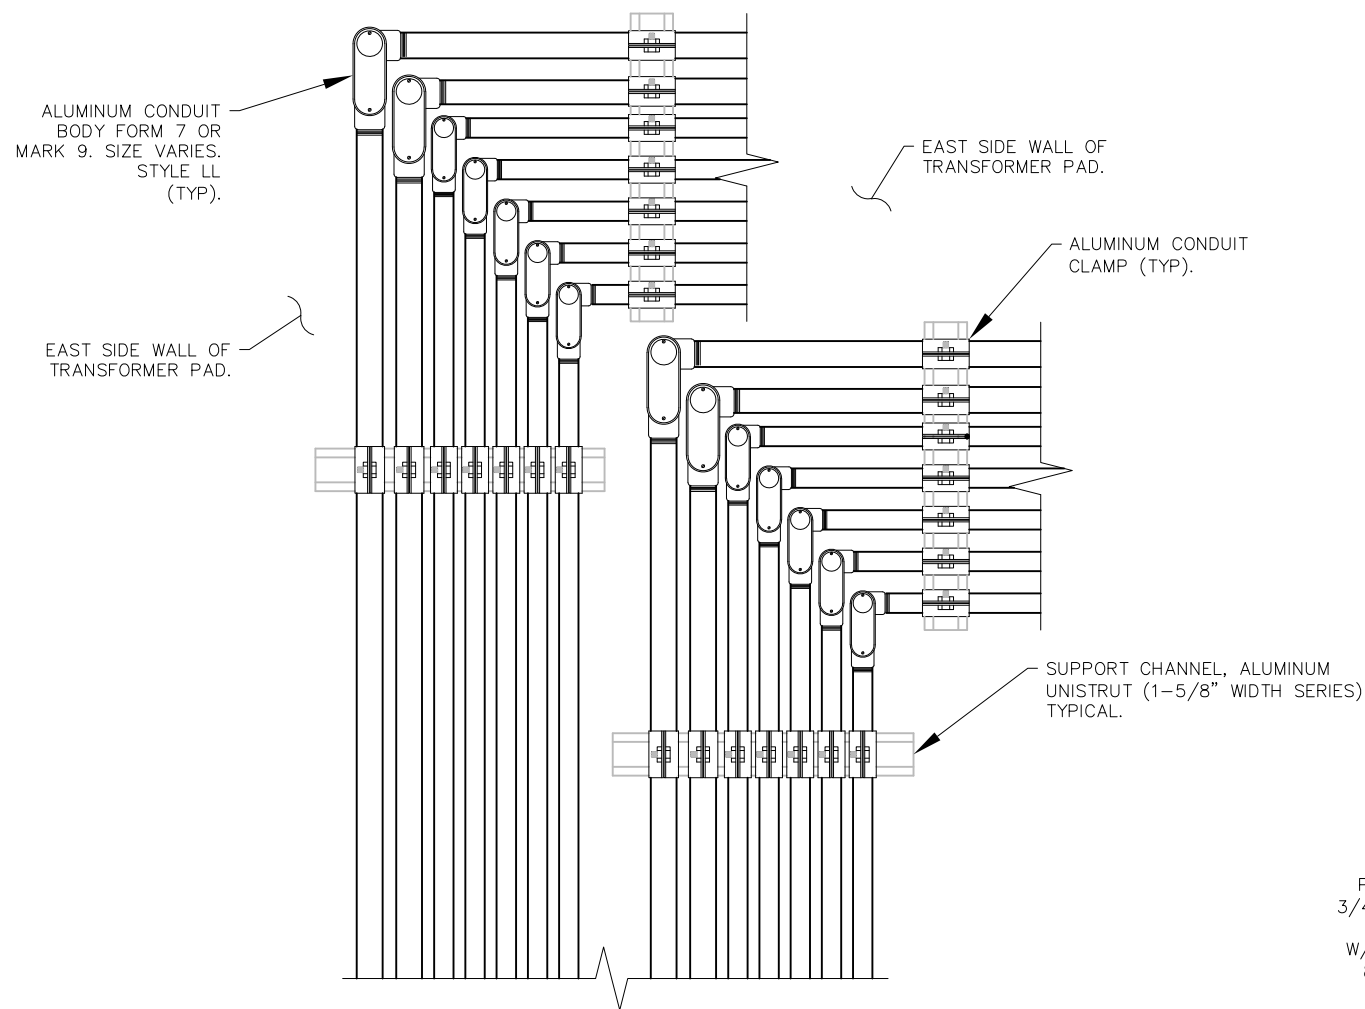 ALUMINUM CONDUIT
BODY FORM 7 OR
MARK 9. SIZE VARIES.
STYLE LL
(TYP).
EAST SIDE WALL OF
TRANSFORMER PAD.
ALUMINUM CONDUIT
CLAMP (TYP).
EAST SIDE WALL OF
TRANSFORMER PAD.
SUPPORT CHANNEL, ALUMINUM
UNISTRUT (1-5/8" WIDTH SERIES)
TYPICAL.
3/4
W/